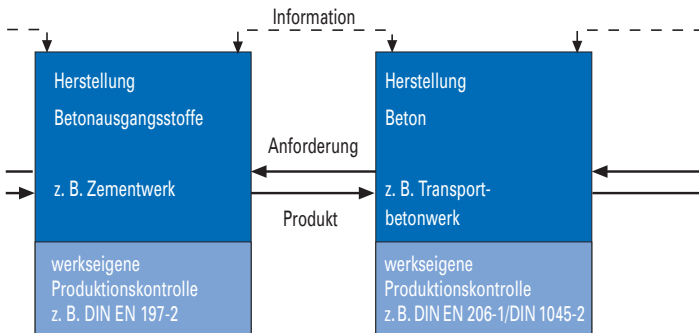 Information
Herstellung
Betonausgangsstoffe
z. B. Zementwerk
werkseigene
Produktionskontrolle
z. B. DIN EN 197-2
Anforderung
Produkt
Herstellung
Beton
z. B. Transport-
betonwerk
werkseigene
Produktionskontrolle
z. B. DIN EN 206-1/DIN 1045-2